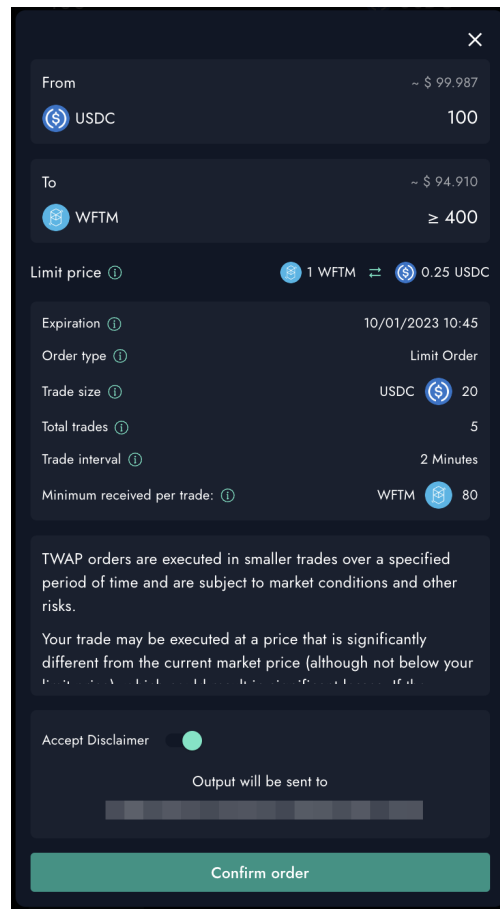 From
~ $ 99.987
USDC
100
To
~ $ 94.910
WFTM
≥ 400
Limit price
1 WFTM ⇄ 0.25 USDC
Expiration
10/01/2023 10:45
Order type
Limit Order
Trade size
USDC 20
Total trades
5
Trade interval
2 Minutes
Minimum received per trade:
WFTM 80
TWAP orders are executed in smaller trades over a specified
period of time and are subject to market conditions and other
risks.
Your trade may be executed at a price that is significantly
different from the current market price (although not below your
Accept Disclaimer
Output will be sent to
Confirm order